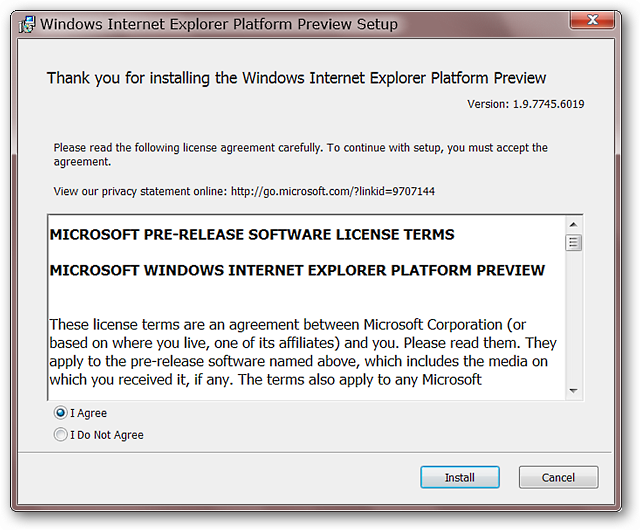 Windows Internet Explorer Platform Preview Setup
Thank you for installing the Windows Internet Explorer Platform Preview
Version: 1.9.7745.6019
Please read the following license agreement carefully. To continue with setup, you must accept the
agreement.
View our privacy statement online: http://go.microsoft.com/?linkid=9707144
MICROSOFT PRE-RELEASE SOFTWARE LICENSE TERMS
MICROSOFT WINDOWS INTERNET EXPLORER PLATFORM PREVIEW
These license terms are an agreement between Microsoft Corporation (or
based on where you live, one of its affiliates) and you. Please read them. They
apply to the pre-release software named above, which includes the media on
which you received it, if any. The terms also apply to any Microsoft
I Agree
I Do Not Agree
Install
Cancel